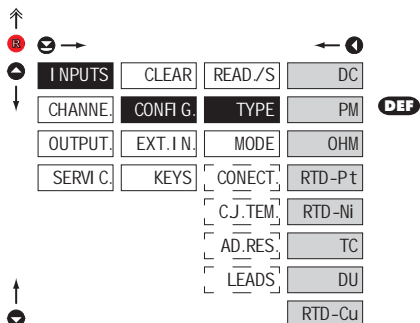 R
INPUTS CLEAR READ./S DC
CHANNE. CONFIG. TYPE PM DEF
OUTPUT. EXT.IN. MODE OHM
SERVIC. KEYS CONECT. RTD-Pt
C.J.TEM. RTD-Ni
AD.RES. TC
LEADS DU
RTD-Cu